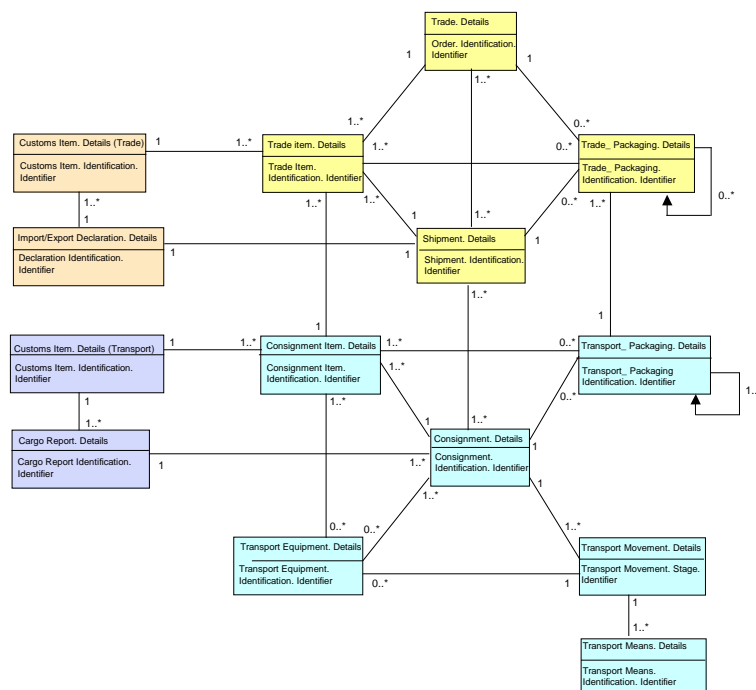 Trade. Details
Order. Identification.
Identifier
1
1
1..*
1..*
1..*
0..*
Customs Item. Details (Trade)
Customs Item. Identification.
Identifier
1
1..*
Trade item. Details
Trade Item.
Identification. Identifier
0..*
Trade_ Packaging. Details
Trade_ Packaging.
Identification. Identifier
0..*
1..*
1
1..*
1..*
1..*
0..*
1..*
1
1
Import/Export Declaration. Details
Declaration Identification.
Identifier
1
1
Shipment. Details
Shipment. Identification.
Identifier
1..*
1
1
Customs Item. Details (Transport)
Customs Item. Identification.
Identifier
1
1..*
Consignment Item. Details
Consignment Item.
Identification. Identifier
1..*
1..*
0..*
Transport_ Packaging. Details
Transport_ Packaging
Identification. Identifier
1..
1
1..*
1..*
0..*
1..*
1
1
Cargo Report. Details
Cargo Report Identification.
Identifier
1
1..*
Consignment. Details
Consignment.
Identification. Identifier
1..*
1
0..*
0..*
1..*
Transport Equipment. Details
Transport Equipment.
Identification. Identifier
0..*
1
Transport Movement. Details
Transport Movement. Stage.
Identifier
1
1..*
Transport Means. Details
Transport Means.
Identification. Identifier